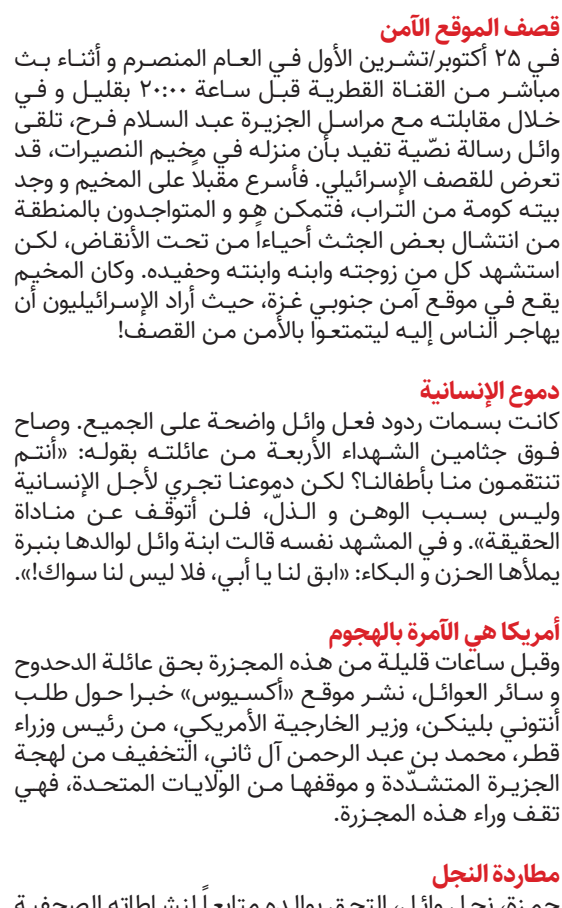 قصف الموقع الآمن
في ٢٥ أكتوبر/تشرين الأول في العام المنصرم و أثناء بث
مباشر من القناة القطرية قبل ساعة ٢٠:٠٠ بقليل و في
خلال مقابلته مع مراسل الجزيرة عبد السلام فرح، تلقى
وائل رسالة نصّية تفيد بأن منزله في مخيم النصيرات، قد
تعرض للقصف الإسرائيلي. فأسرع مقبلاً على المخيم و وجد
بيته كومة من التراب، فتمكن هو و المتواجدون بالمنطقة
من انتشال بعض الجثث أحياءاً من تحت الأنقاض، لكن
استشهد كل من زوجته وابنه وابنته وحفيده. وكان المخيم
يقع في موقع آمن جنوبي غزة، حيث أراد الإسرائيليون أن
يهاجر الناس إليه ليتمتعوا بالأمن من القصف!
دموع الإنسانية
كانت بسمات ردود فعل وائل واضحة على الجميع. وصاح
فوق جثامين الشهداء الأربعة من عائلته بقوله: «أنتم
تنتقمون منا بأطفالنا؟ لكن دموعنا تجري لأجل الإنسانية
وليس بسبب الوهن و الذلّ، فلن أتوقف عن مناداة
الحقيقة». و في المشهد نفسه قالت ابنة وائل لوالدها بنبرة
يملأها الحزن و البكاء: «ابق لنا يا أبي، فلا ليس لنا سواك!».
أمريكا هي الآمرة بالهجوم
وقبل ساعات قليلة من هذه المجزرة بحق عائلة الدحدوح
و سائر العوائل، نشر موقع «أكسيوس» خبرا حول طلب
أنتوني بلينكن، وزير الخارجية الأمريكي، من رئيس وزراء
قطر، محمد بن عبد الرحمن آل ثاني، التخفيف من لهجة
الجزيرة المتشدّدة و موقفها من الولايات المتحدة، فهي
تقف وراء هذه المجزرة.
مطاردة النجل
حمزة، نجل وائل، التحق بوالده متابعاً لنشاطاته الصحفية